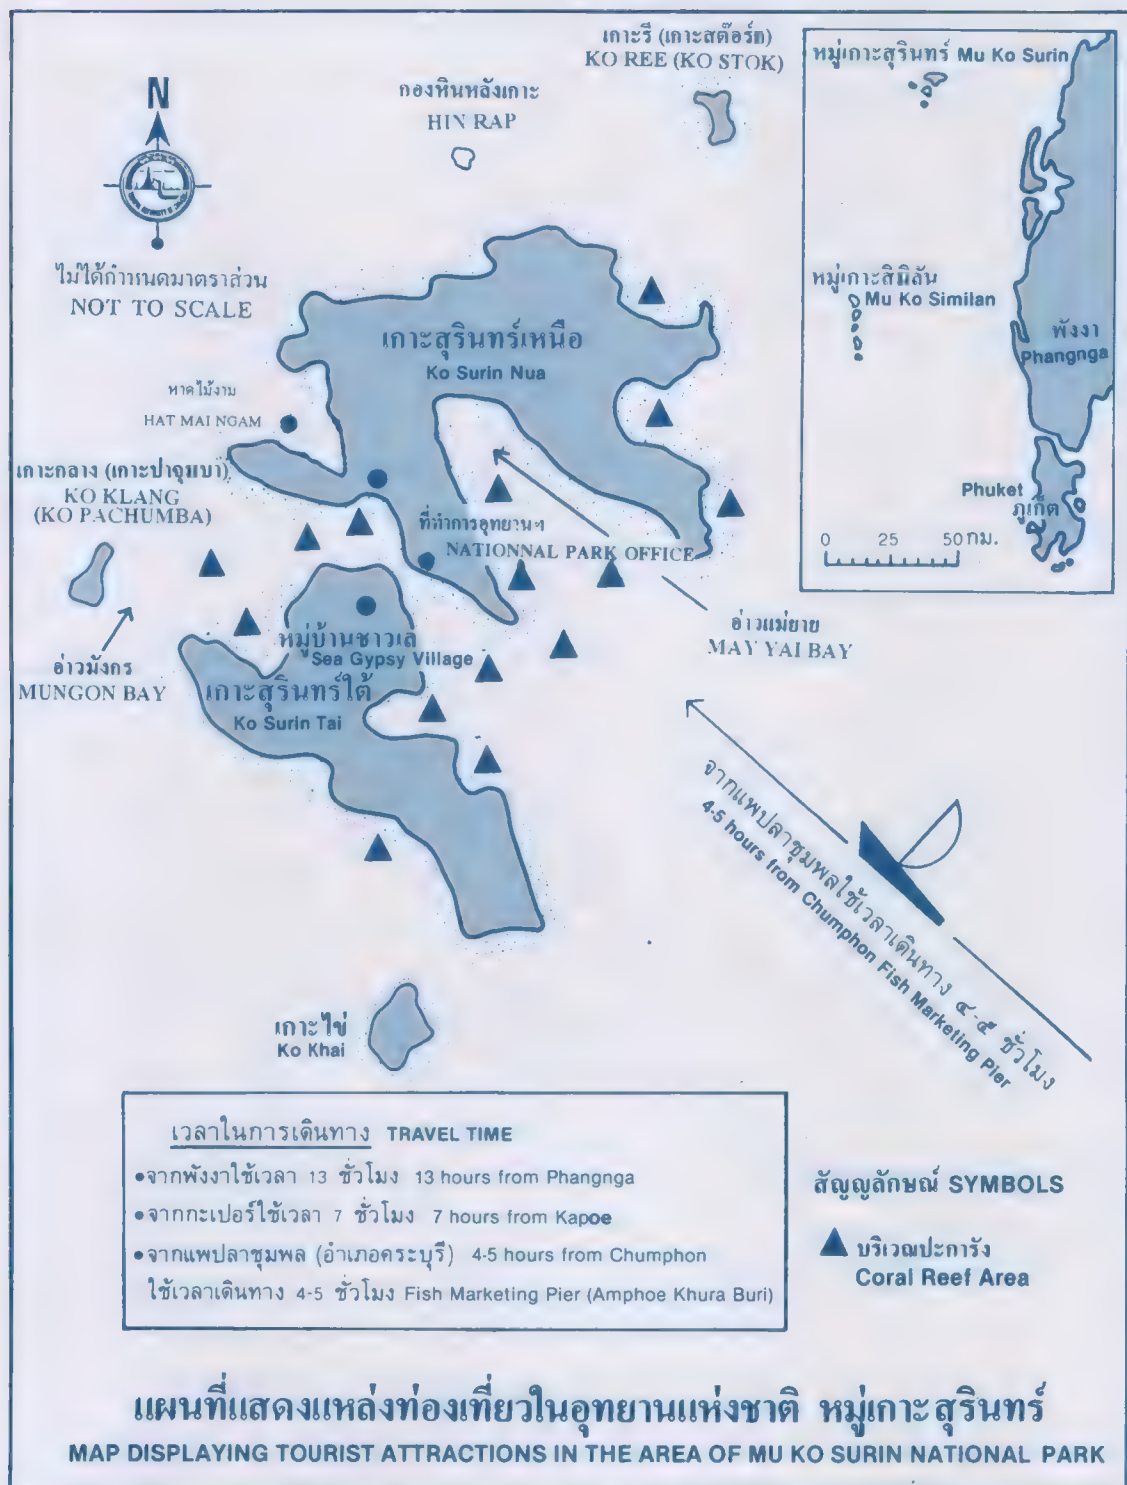 เกาะรี (เกาะสต๊อร์ก)
KO REE (KO STOK)
กองหินหลังเกาะ
HIN RAP
N
ไม่ได้กำหนดมาตราส่วน
NOT TO SCALE
หมู่เกาะสุรินทร์ Mu Ko Surin
หมู่เกาะสิมิลัน
Mu Ko Similan
พังงา
Phangnga
Phuket
ภูเก็ต
0 25 50 กม.
เกาะสุรินทร์เหนือ
Ko Surin Nua
หาดไม้งาม
HAT MAI NGAM
เกาะกลาง (เกาะปาจุมบา)
KO KLANG
(KO PACHUMBA)
ที่ทำการอุทยานฯ
NATIONNAL PARK OFFICE
อ่าวแม่ยาย
MAY YAI BAY
อ่าวมังกร
MUNGON BAY
หมู่บ้านชาวเล
Sea Gypsy Village
เกาะสุรินทร์ใต้
Ko Surin Tai
จากแพปลาชุมพลใช้เวลาเดินทาง ๔-๕ ชั่วโมง
4-5 hours from Chumphon Fish Marketing Pier
เกาะไข่
Ko Khai
เวลาในการเดินทาง TRAVEL TIME
●จากพังงาใช้เวลา 13 ชั่วโมง 13 hours from Phangnga
●จากกะเปอร์ใช้เวลา 7 ชั่วโมง 7 hours from Kapoe
●จากแพปลาชุมพล (อำเภอคระบุรี) 4-5 hours from Chumphon
ใช้เวลาเดินทาง 4-5 ชั่วโมง Fish Marketing Pier (Amphoe Khura Buri)
สัญญลักษณ์ SYMBOLS
บริเวณปะการัง
Coral Reef Area
แผนที่แสดงแหล่งท่องเที่ยวในอุทยานแห่งชาติ หมู่เกาะสุรินทร์
MAP DISPLAYING TOURIST ATTRACTIONS IN THE AREA OF MU KO SURIN NATIONAL PARK